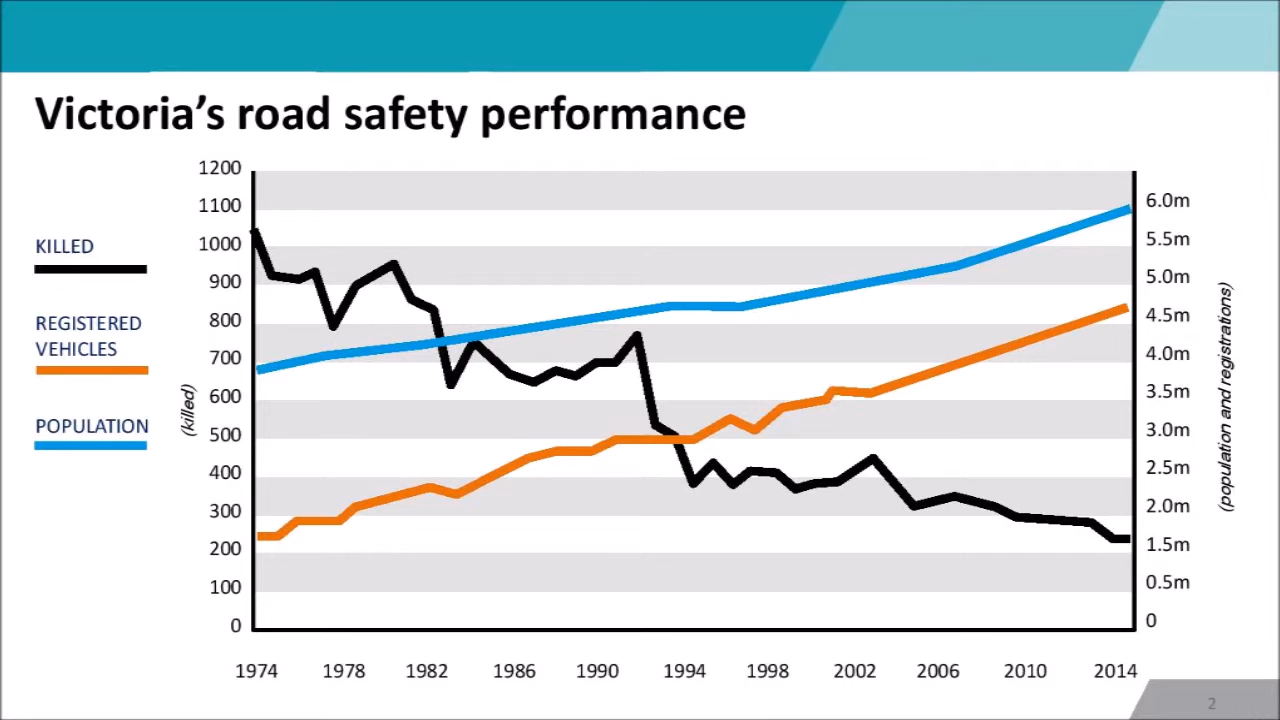 Victoria's road safety performance
KILLED
REGISTERED
VEHICLES
POPULATION
(killed)
1200
1100
1000
900
800
700
600
500
400
300
200
100
0
6.0m
5.5m
5.0m
4.5m
4.0m
3.5m
3.0m
2.5m
2.0m
1.5m
0.5m
0
(population and registrations)
1974 1978 1982 1986 1990 1994 1998 2002 2006 2010 2014
2